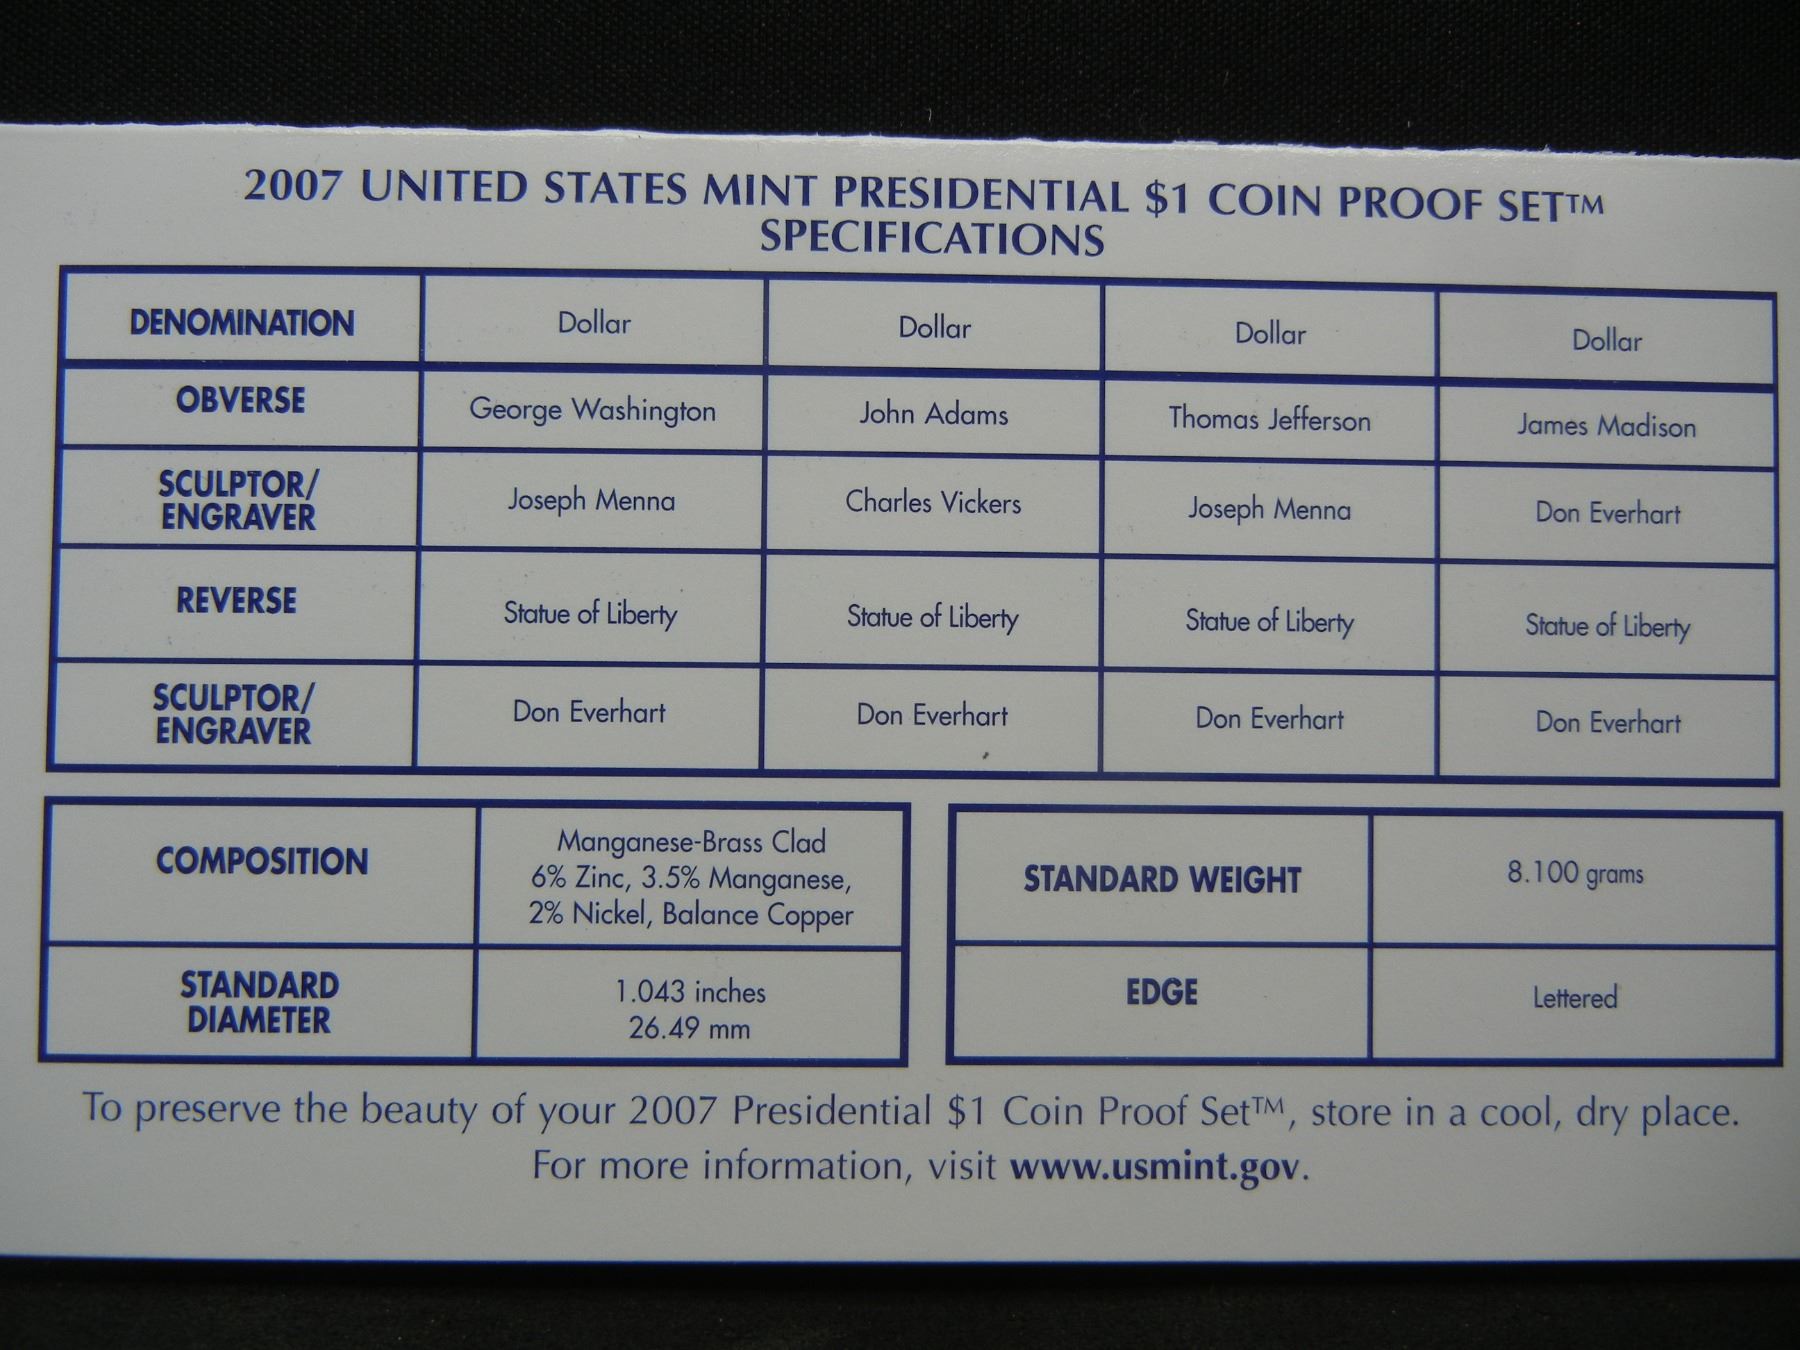 2007 UNITED STATES MINT PRESIDENTIAL $1 COIN PROOF SET™
SPECIFICATIONS
DENOMINATION Dollar Dollar Dollar Dollar
OBVERSE George Washington John Adams Thomas Jefferson James Madison
SCULPTOR/
ENGRAVER Joseph Menna Charles Vickers Joseph Menna Don Everhart
REVERSE Statue of Liberty Statue of Liberty Statue of Liberty Statue of Liberty
SCULPTOR/
ENGRAVER Don Everhart Don Everhart Don Everhart Don Everhart
COMPOSITION
Manganese-Brass Clad
6% Zinc, 3.5% Manganese,
2% Nickel, Balance Copper
STANDARD
DIAMETER
1.043 inches
26.49 mm
STANDARD WEIGHT 8.100 grams
EDGE Lettered
To preserve the beauty of your 2007 Presidential $1 Coin Proof Set™, store in a cool, dry place.
For more information, visit www.usmint.gov.